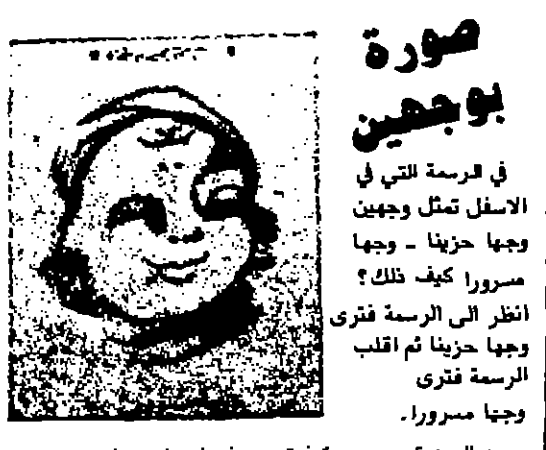 صورة
بوجهين
في الرسمة التي في
الاسفل تمثل وجهين
وجها حزينا - وجها
مسرورا كيف ذلك؟
انظر الى الرسمة فترى
وجها حزينا ثم اقلب
الرسمة فترى
وجها مسرورا.